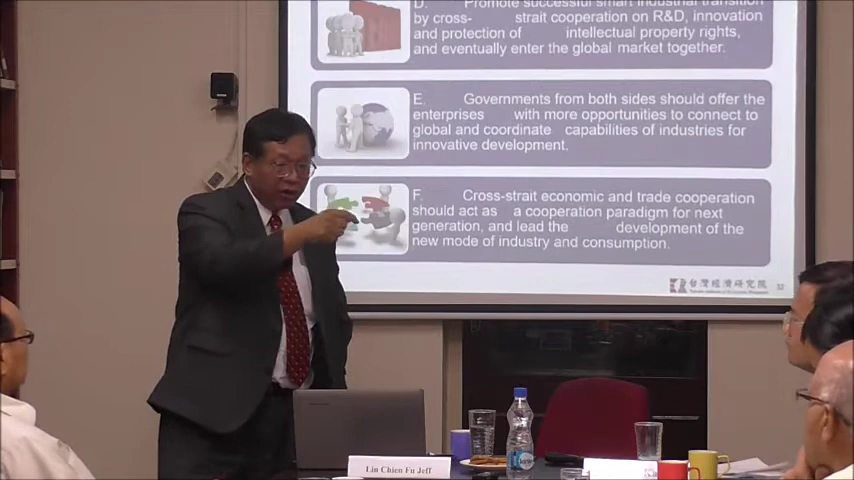 D. Promote successful smart industrial transition
by cross- strait cooperation on R&D, innovation
and protection of intellectual property rights,
and eventually enter the global market together.
E. Governments from both sides should offer the
enterprises with more opportunities to connect to
global and coordinate capabilities of industries for
innovative development.
F. Cross-strait economic and trade cooperation
should act as a cooperation paradigm for next
generation, and lead the development of the
new mode of industry and consumption.
台灣經濟研究院 32
Lin Chien Fu Jeff